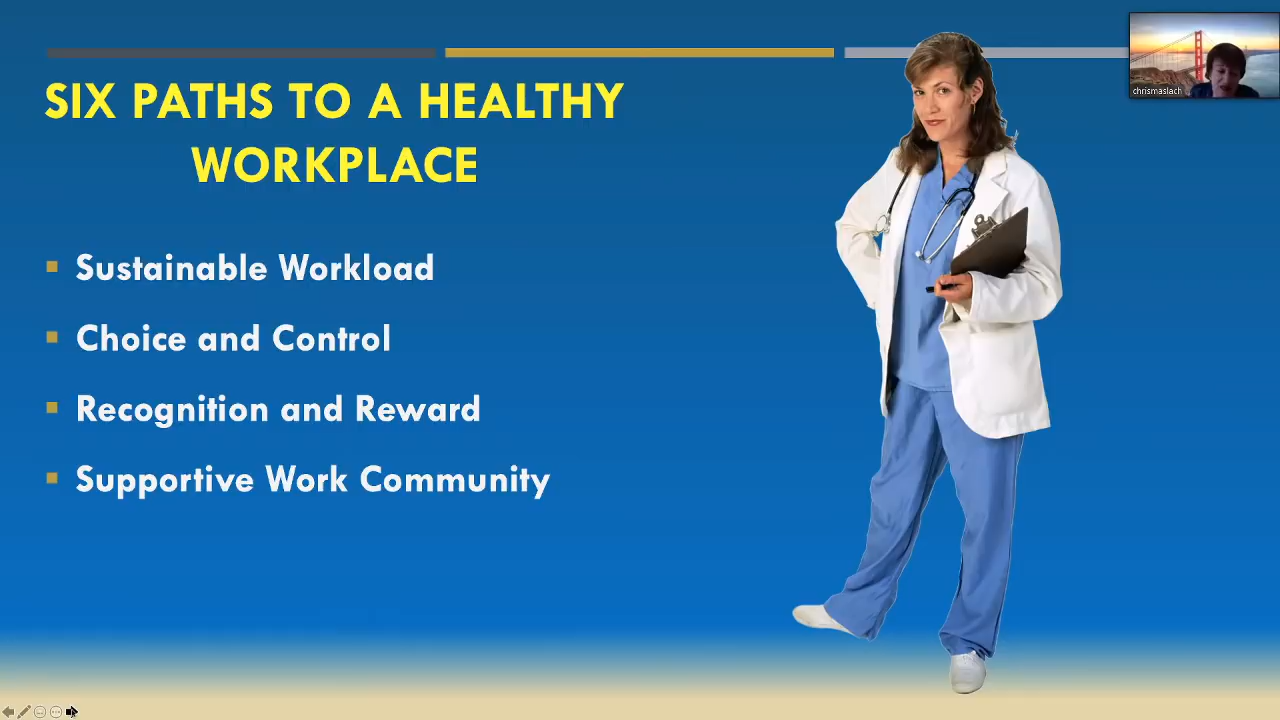 SIX PATHS TO A HEALTHY
WORKPLACE
Sustainable Workload
Choice and Control
Recognition and Reward
Supportive Work Community
chrismaslach